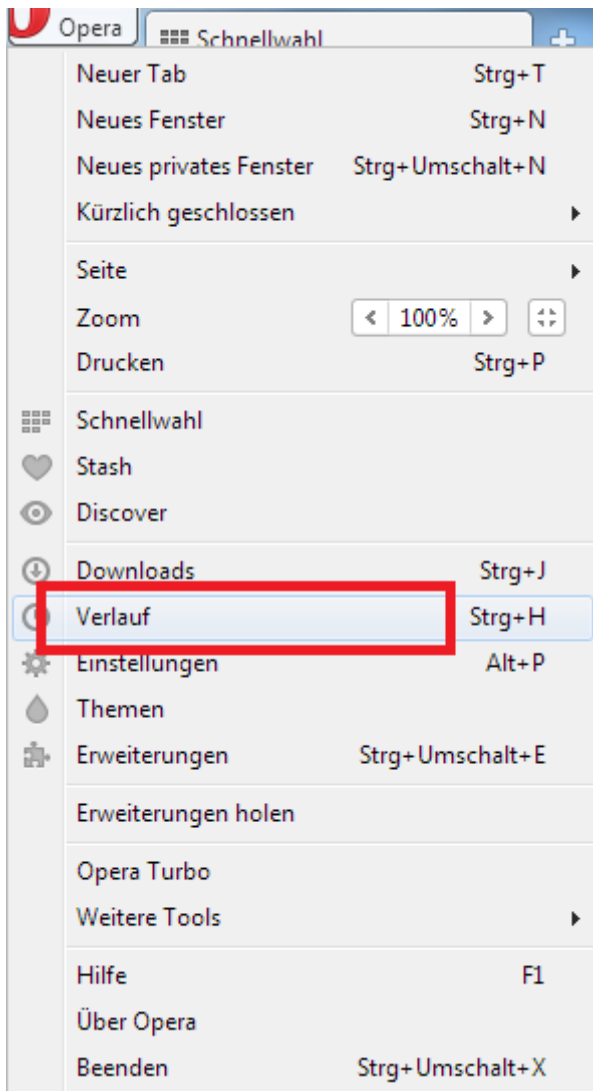 Opera Schnellwahl
Neuer Tab Strg+T
Neues Fenster Strg+N
Neues privates Fenster Strg+Umschalt+N
Kürzlich geschlossen
Seite
Zoom 100%
Drucken Strg+P
Schnellwahl
Stash
Discover
Downloads Strg+J
Verlauf Strg+H
Einstellungen Alt+P
Themen
Erweiterungen Strg+Umschalt+E
Erweiterungen holen
Opera Turbo
Weitere Tools
Hilfe F1
Über Opera
Beenden Strg+Umschalt+X